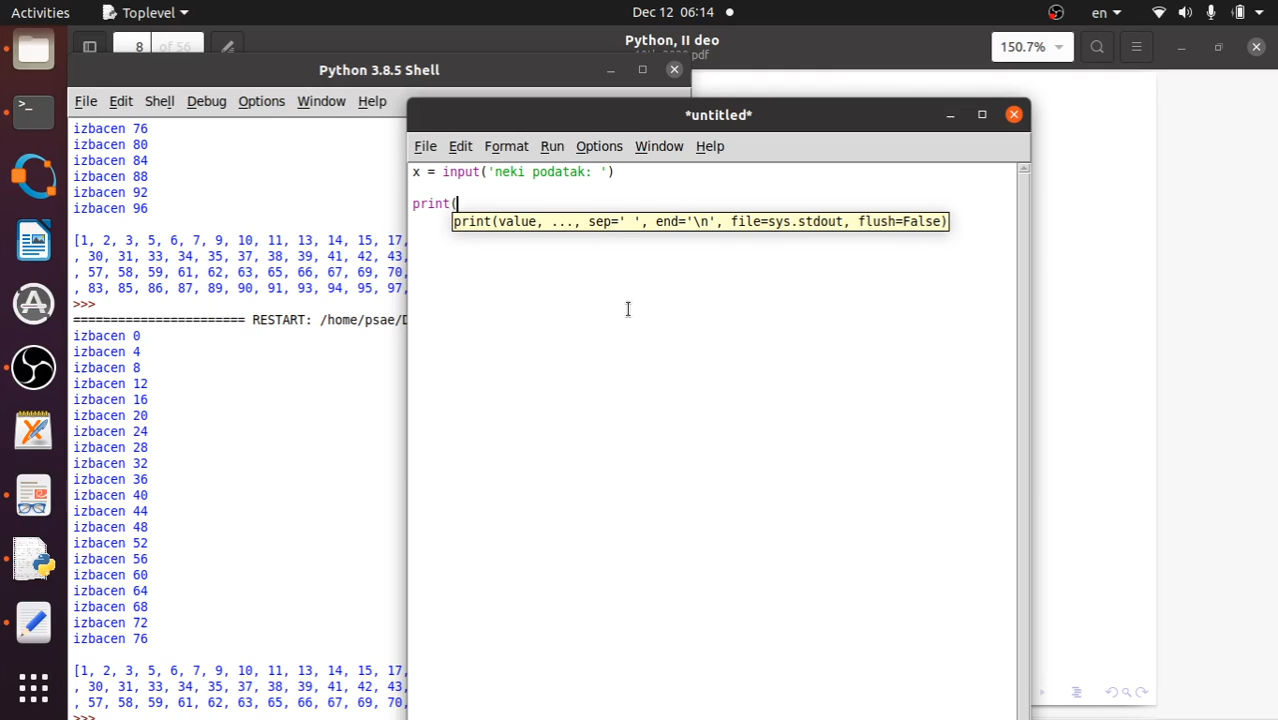 Activities
Toplevel
Dec 12 06:14
en
8 of 56
Python, II deo
150.7%
Python 3.8.5 Shell
File Edit Shell Debug Options Window Help
izbacen 76
izbacen 80
izbacen 84
izbacen 88
izbacen 92
izbacen 96
[1, 2, 3, 5, 6, 7, 9, 10, 11, 13, 14, 15, 17,
, 30, 31, 33, 34, 35, 37, 38, 39, 41, 42, 43,
, 57, 58, 59, 61, 62, 63, 65, 66, 67, 69, 70,
, 83, 85, 86, 87, 89, 90, 91, 93, 94, 95, 97,
>>>
======================= RESTART: /home/psae/D
izbacen 0
izbacen 4
izbacen 8
izbacen 12
izbacen 16
izbacen 20
izbacen 24
izbacen 28
izbacen 32
izbacen 36
izbacen 40
izbacen 44
izbacen 48
izbacen 52
izbacen 56
izbacen 60
izbacen 64
izbacen 68
izbacen 72
izbacen 76
[1, 2, 3, 5, 6, 7, 9, 10, 11, 13, 14, 15, 17,
, 30, 31, 33, 34, 35, 37, 38, 39, 41, 42, 43,
, 57, 58, 59, 61, 62, 63, 65, 66, 67, 69, 70,
>>>
*untitled*
File Edit Format Run Options Window Help
x = input('neki podatak: ')
print(
print(value, ..., sep=' ', end='\n', file=sys.stdout, flush=False)